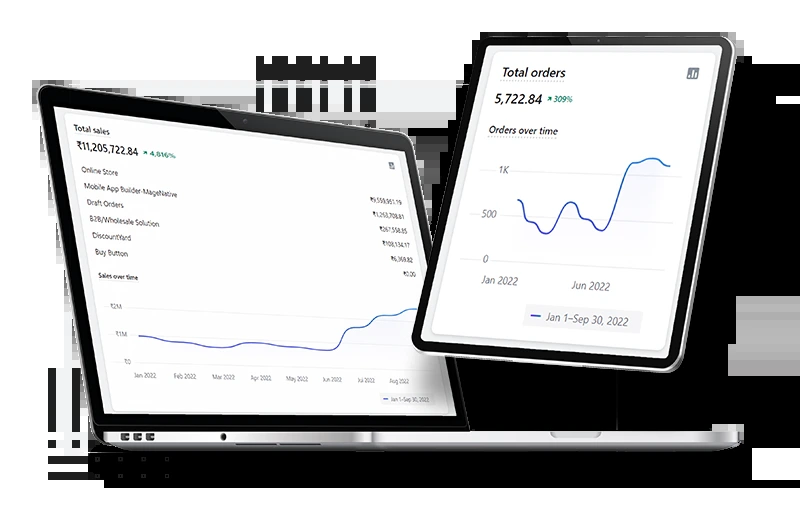 Total sales
₹11,205,722.84 ↗ 4,816%
Online Store
Mobile App Builder-MageNative
Draft Orders
B2B/Wholesale Solution
DiscountYard
Buy Button
₹9,559,951.19
₹1,263,708.81
₹267,558.85
₹108,134.17
₹6,369.82
₹0.00
Sales over time
₹2M
₹1M
₹0
Jan 2022 Feb 2022 Mar 2022 Apr 2022 May 2022 Jun 2022 Jul 2022 Aug 2022
Jan 1–Sep 30, 2022
Total orders
5,722.84 ↗ 309%
Orders over time
1K
500
0
Jan 2022 Jun 2022
Jan 1–Sep 30, 2022